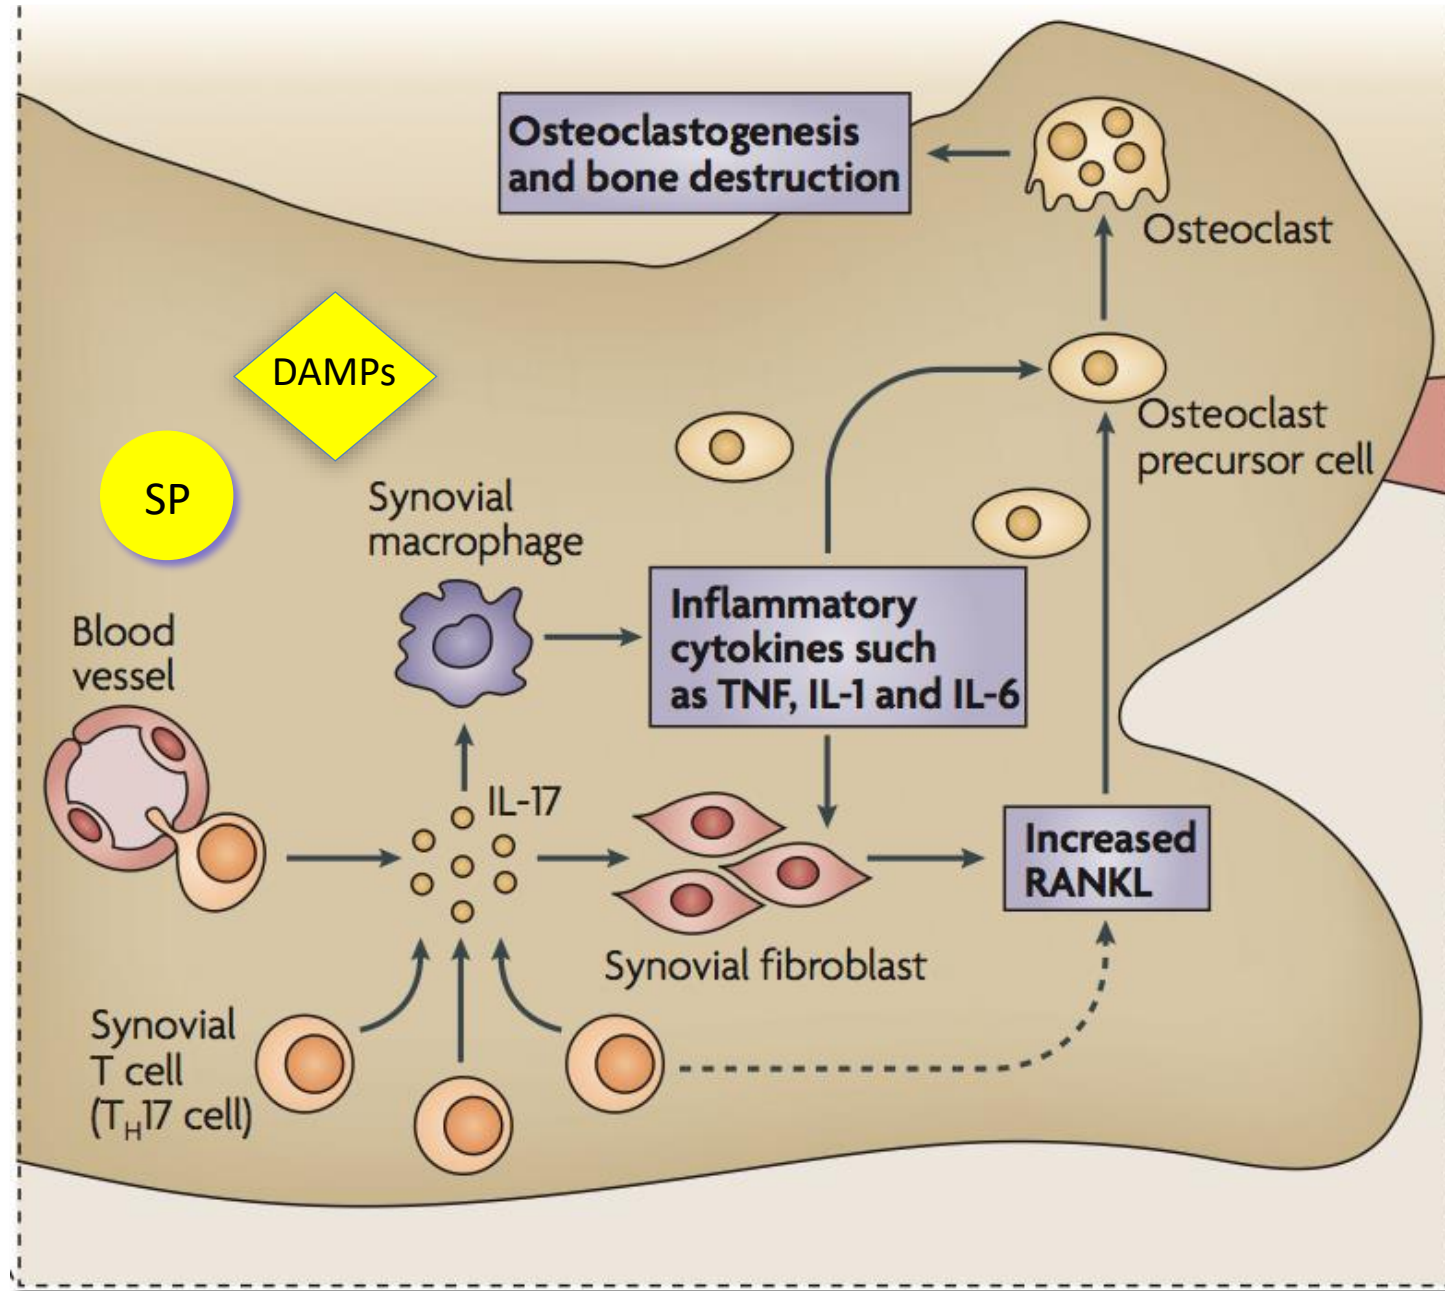 Osteoclastogenesis
and bone destruction
Osteoclast
DAMPs
Osteoclast
precursor cell
SP
Synovial
macrophage
Inflammatory
cytokines such
as TNF, IL-1 and IL-6
Blood
vessel
IL-17
Increased
RANKL
Synovial fibroblast
Synovial
T cell
(TH17 cell)